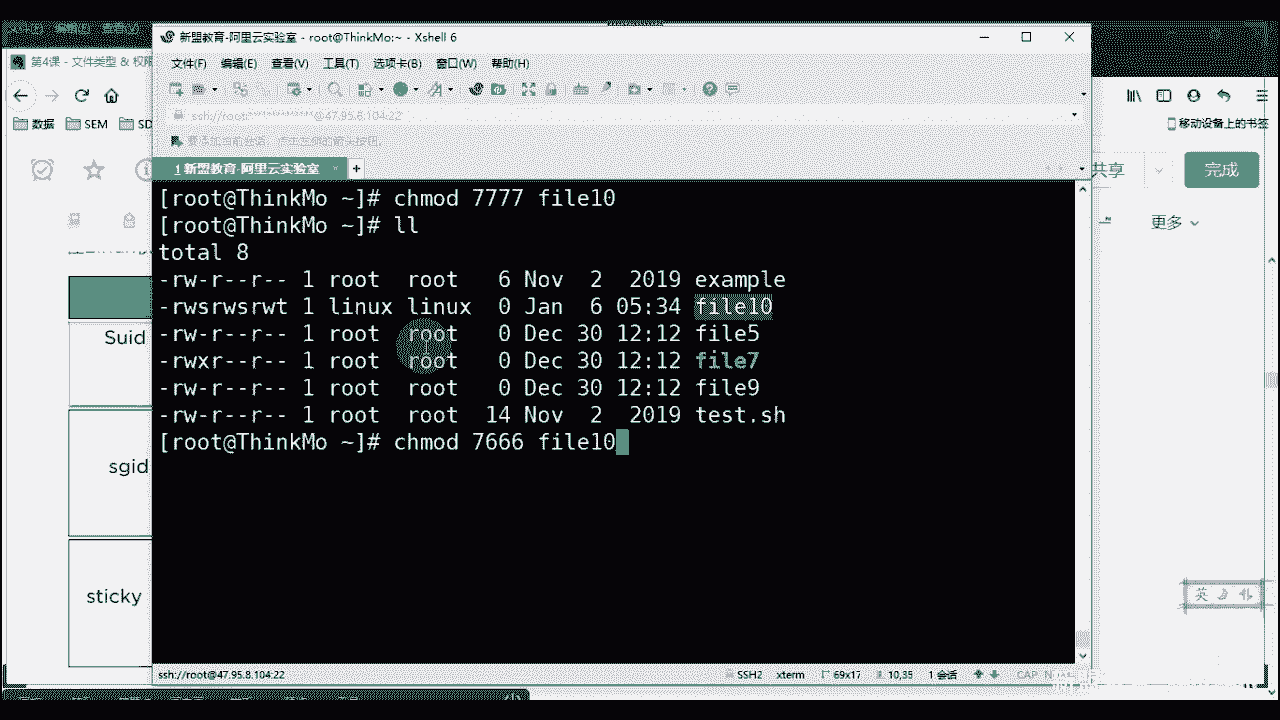 新盟教育-阿里云实验室 - root@ThinkMo:~ - Xshell 6
第4课 - 文件类型 & 权限
文件(F) 编辑(E) 查看(V) 工具(T) 选项卡(B) 窗口(W) 帮助(H)
数据 SEM SD
移动设备上的书签
ssh://root:**********@47.95.8.104:22
1 新盟教育-阿里云实验室
共享
完成
更多
[root@ThinkMo ~]# chmod 7777 file10
[root@ThinkMo ~]# ll
total 8
-rw-r--r-- 1 root root 6 Nov 2 2019 example
-rwsrwsrwt 1 linux linux 0 Jan 6 05:34 file10
-rw-r--r-- 1 root root 0 Dec 30 12:12 file5
-rwxr--r-- 1 root root 0 Dec 30 12:12 file7
-rw-r--r-- 1 root root 0 Dec 30 12:12 file9
-rw-r--r-- 1 root root 14 Nov 2 2019 test.sh
[root@ThinkMo ~]# chmod 7666 file10
Suid
sgid
sticky
英
ssh://root@47.95.8.104:22 SSH2 xterm 69x17 10,35 1 会话 CAP